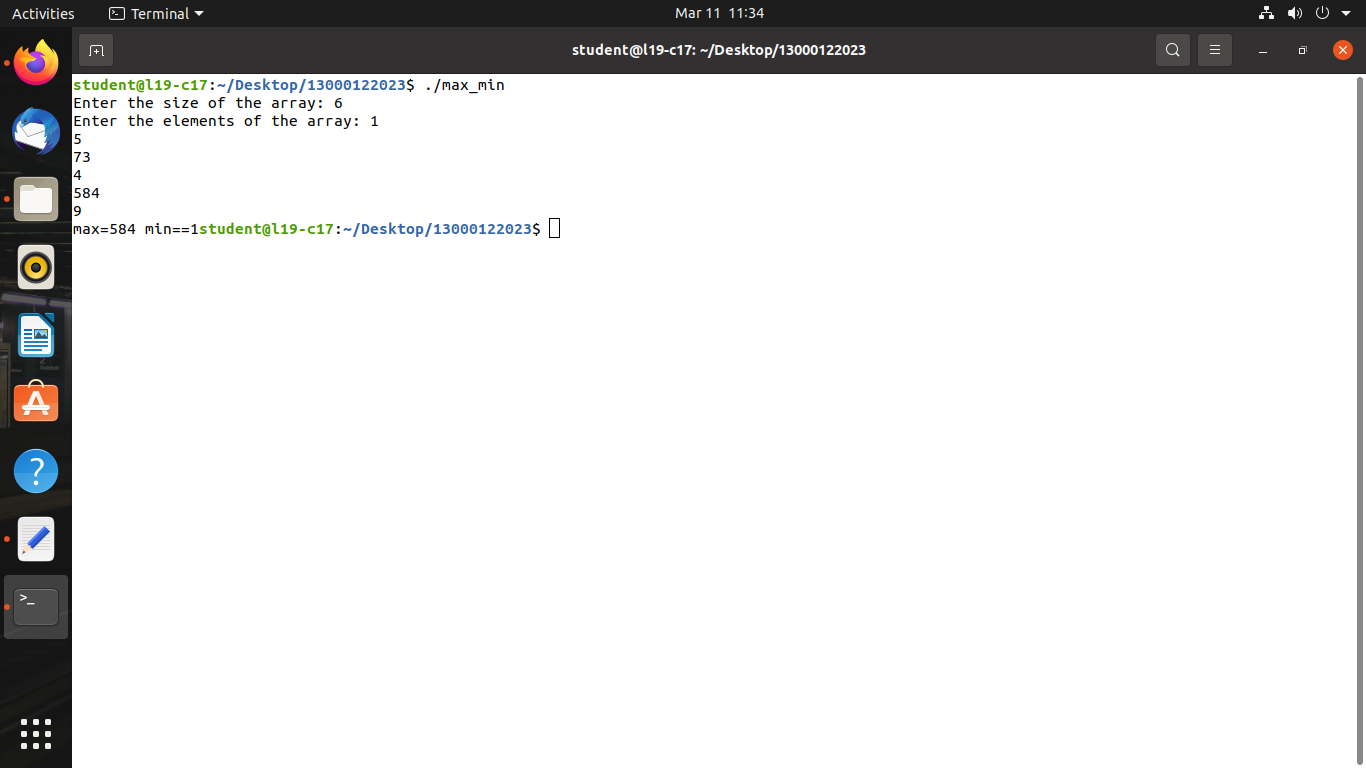 Activities Terminal Mar 11 11:34
student@l19-c17: ~/Desktop/13000122023
student@l19-c17:~/Desktop/13000122023$ ./max_min
Enter the size of the array: 6
Enter the elements of the array: 1
5
73
4
584
9
max=584 min==1student@l19-c17:~/Desktop/13000122023$